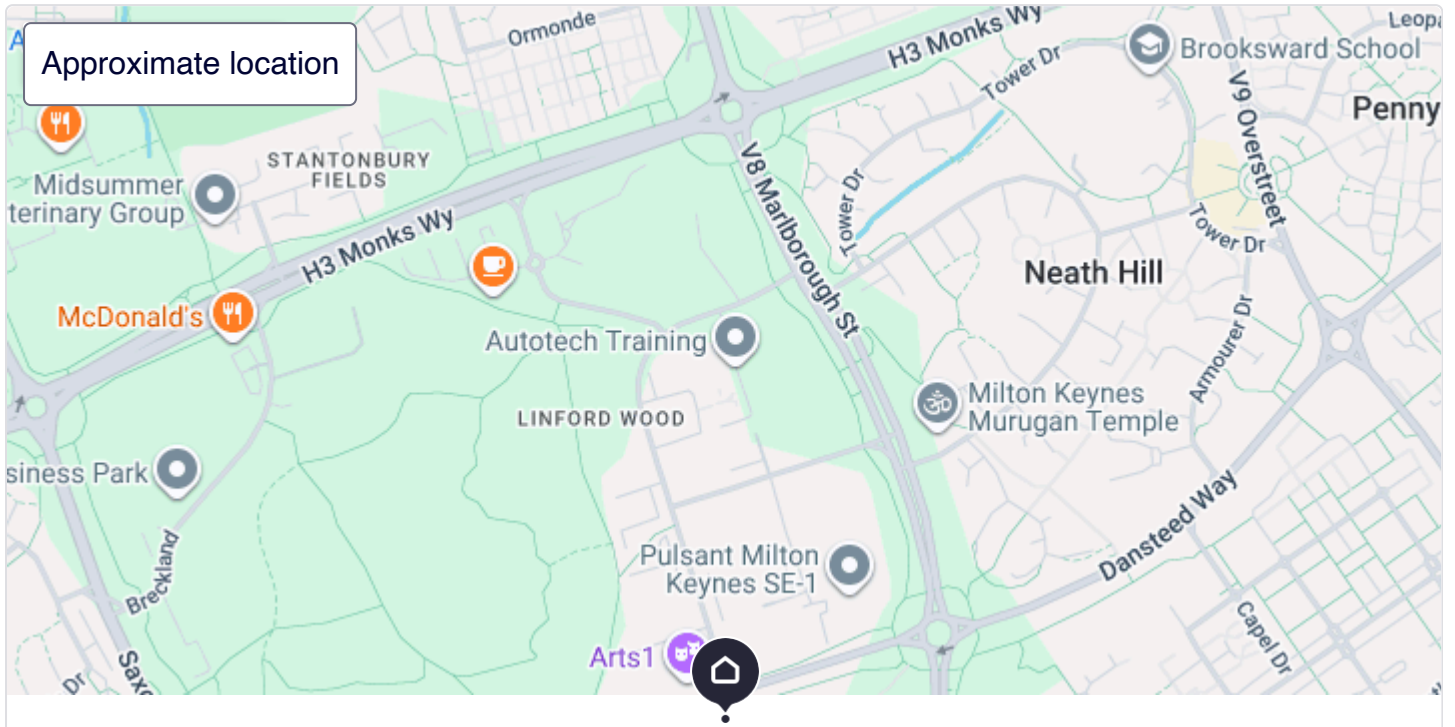 Approximate location
Ormonde
H3 Monks Wy
Tower Dr
Brooksward School
V9 Overstreet
Penny
STANTONBURY
FIELDS
Midsummer
terinary Group
H3 Monks Wy
V8 Marlborough St
Tower Dr
Tower Dr
Neath Hill
McDonald's
Autotech Training
Armourer Dr
LINFORD WOOD
Milton Keynes
Murugan Temple
siness Park
Dansteed Way
Breckland
Pulsant Milton
Keynes SE-1
Capel Dr
Arts1
Dr
Saxo